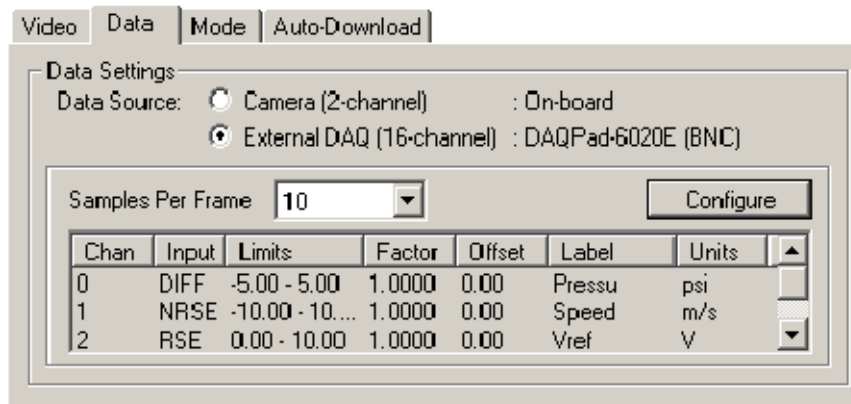 Video Data Mode Auto-Download
Data Settings
Data Source: Camera (2-channel) : On-board
External DAQ (16-channel) : DAQPad-6020E (BNC)
Samples Per Frame 10 Configure
Chan Input Limits Factor Offset Label Units
0 DIFF -5.00 - 5.00 1.0000 0.00 Pressu psi
1 NRSE -10.00 - 10.... 1.0000 0.00 Speed m/s
2 RSE 0.00 - 10.00 1.0000 0.00 Vref V